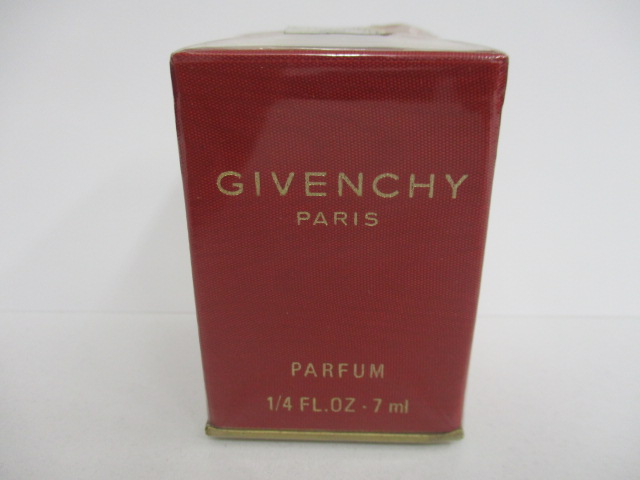 GIVENCHY
PARIS
PARFUM
1/4 FL.OZ - 7 ml